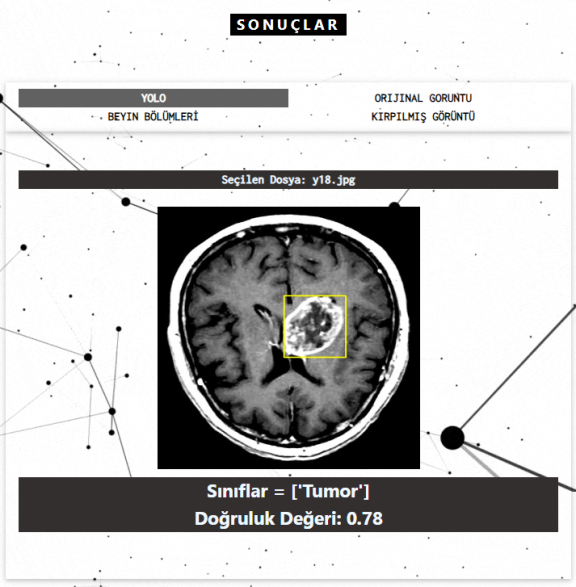 SONUÇLAR
YOLO
ORIJINAL GORUNTU
BEYIN BÖLÜMLERİ
KIRPILMIŞ GÖRÜNTÜ
Seçilen Dosya: y18.jpg
Sınıflar = ['Tumor']
Doğruluk Değeri: 0.78